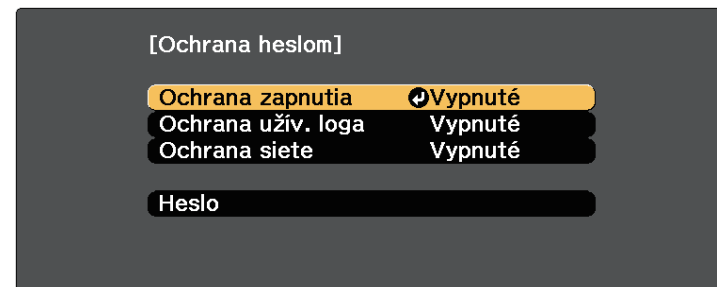 [Ochrana heslom]
Ochrana zapnutia Vypnuté
Ochrana užív. loga Vypnuté
Ochrana siete Vypnuté
Heslo